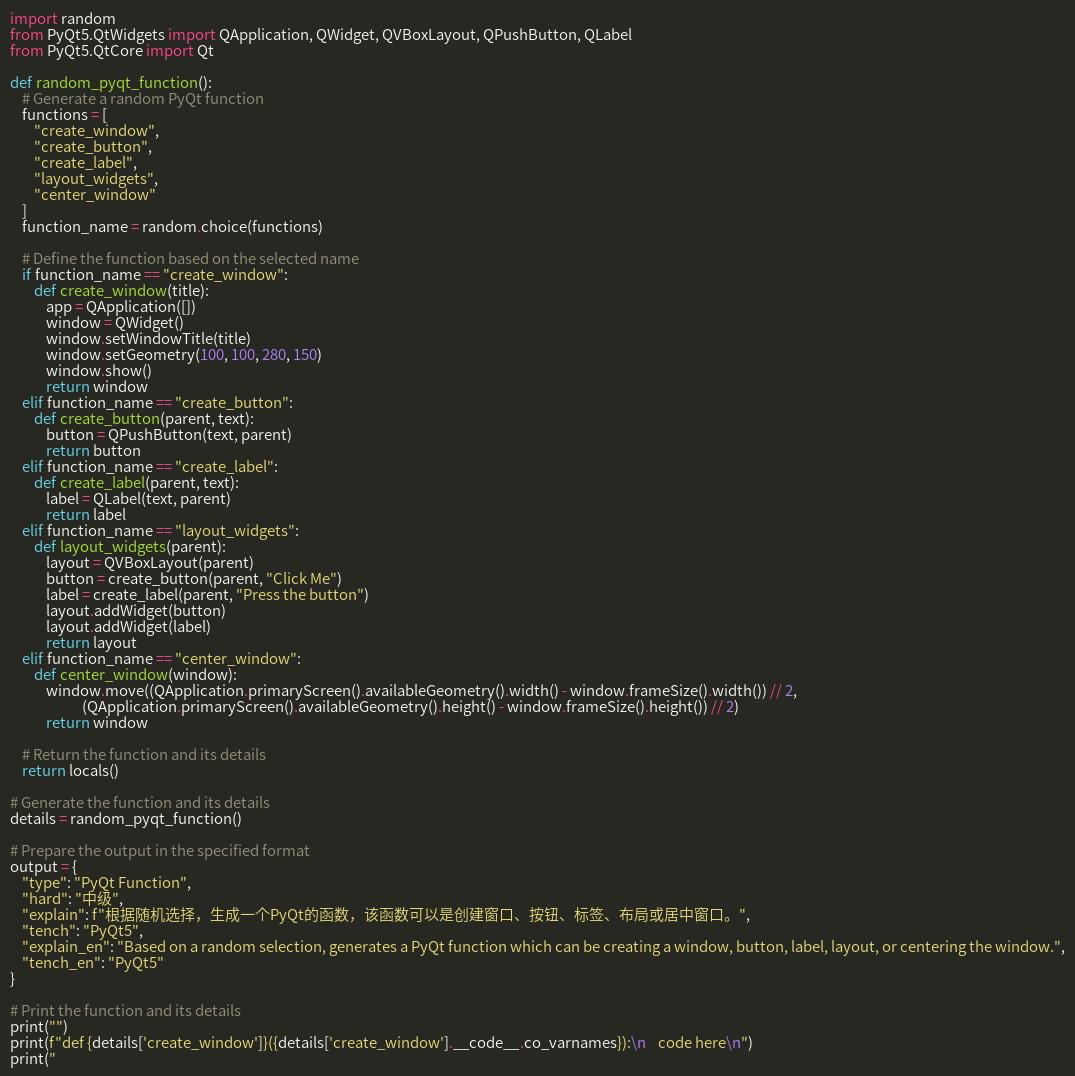 import random
from PyQt5.QtWidgets import QApplication, QWidget, QVBoxLayout, QPushButton, QLabel
from PyQt5.QtCore import Qt

def random_pyqt_function():
    # Generate a random PyQt function
    functions = [
        "create_window",
        "create_button",
        "create_label",
        "layout_widgets",
        "center_window"
    ]
    function_name = random.choice(functions)

    # Define the function based on the selected name
    if function_name == "create_window":
        def create_window(title):
            app = QApplication([])
            window = QWidget()
            window.setWindowTitle(title)
            window.setGeometry(100, 100, 280, 150)
            window.show()
            return window
    elif function_name == "create_button":
        def create_button(parent, text):
            button = QPushButton(text, parent)
            return button
    elif function_name == "create_label":
        def create_label(parent, text):
            label = QLabel(text, parent)
            return label
    elif function_name == "layout_widgets":
        def layout_widgets(parent):
            layout = QVBoxLayout(parent)
            button = create_button(parent, "Click Me")
            label = create_label(parent, "Press the button")
            layout.addWidget(button)
            layout.addWidget(label)
            return layout
    elif function_name == "center_window":
        def center_window(window):
            window.move((QApplication.primaryScreen().availableGeometry().width() - window.frameSize().width()) // 2,
                        (QApplication.primaryScreen().availableGeometry().height() - window.frameSize().height()) // 2)
            return window

    # Return the function and its details
    return locals()

# Generate the function and its details
details = random_pyqt_function()

# Prepare the output in the specified format
output = {
    "type": "PyQt Function",
    "hard": "中级",
    "explain": f"根据随机选择，生成一个PyQt的函数，该函数可以是创建窗口、按钮、标签、布局或居中窗口。",
    "tench": "PyQt5",
    "explain_en": "Based on a random selection, generates a PyQt function which can be creating a window, button, label, layout, or centering the window.",
    "tench_en": "PyQt5"
}

# Print the function and its details
print("")
print(f"def {details['create_window']}({details['create_window'].__code__.co_varnames}):\n    code here\n")
print("